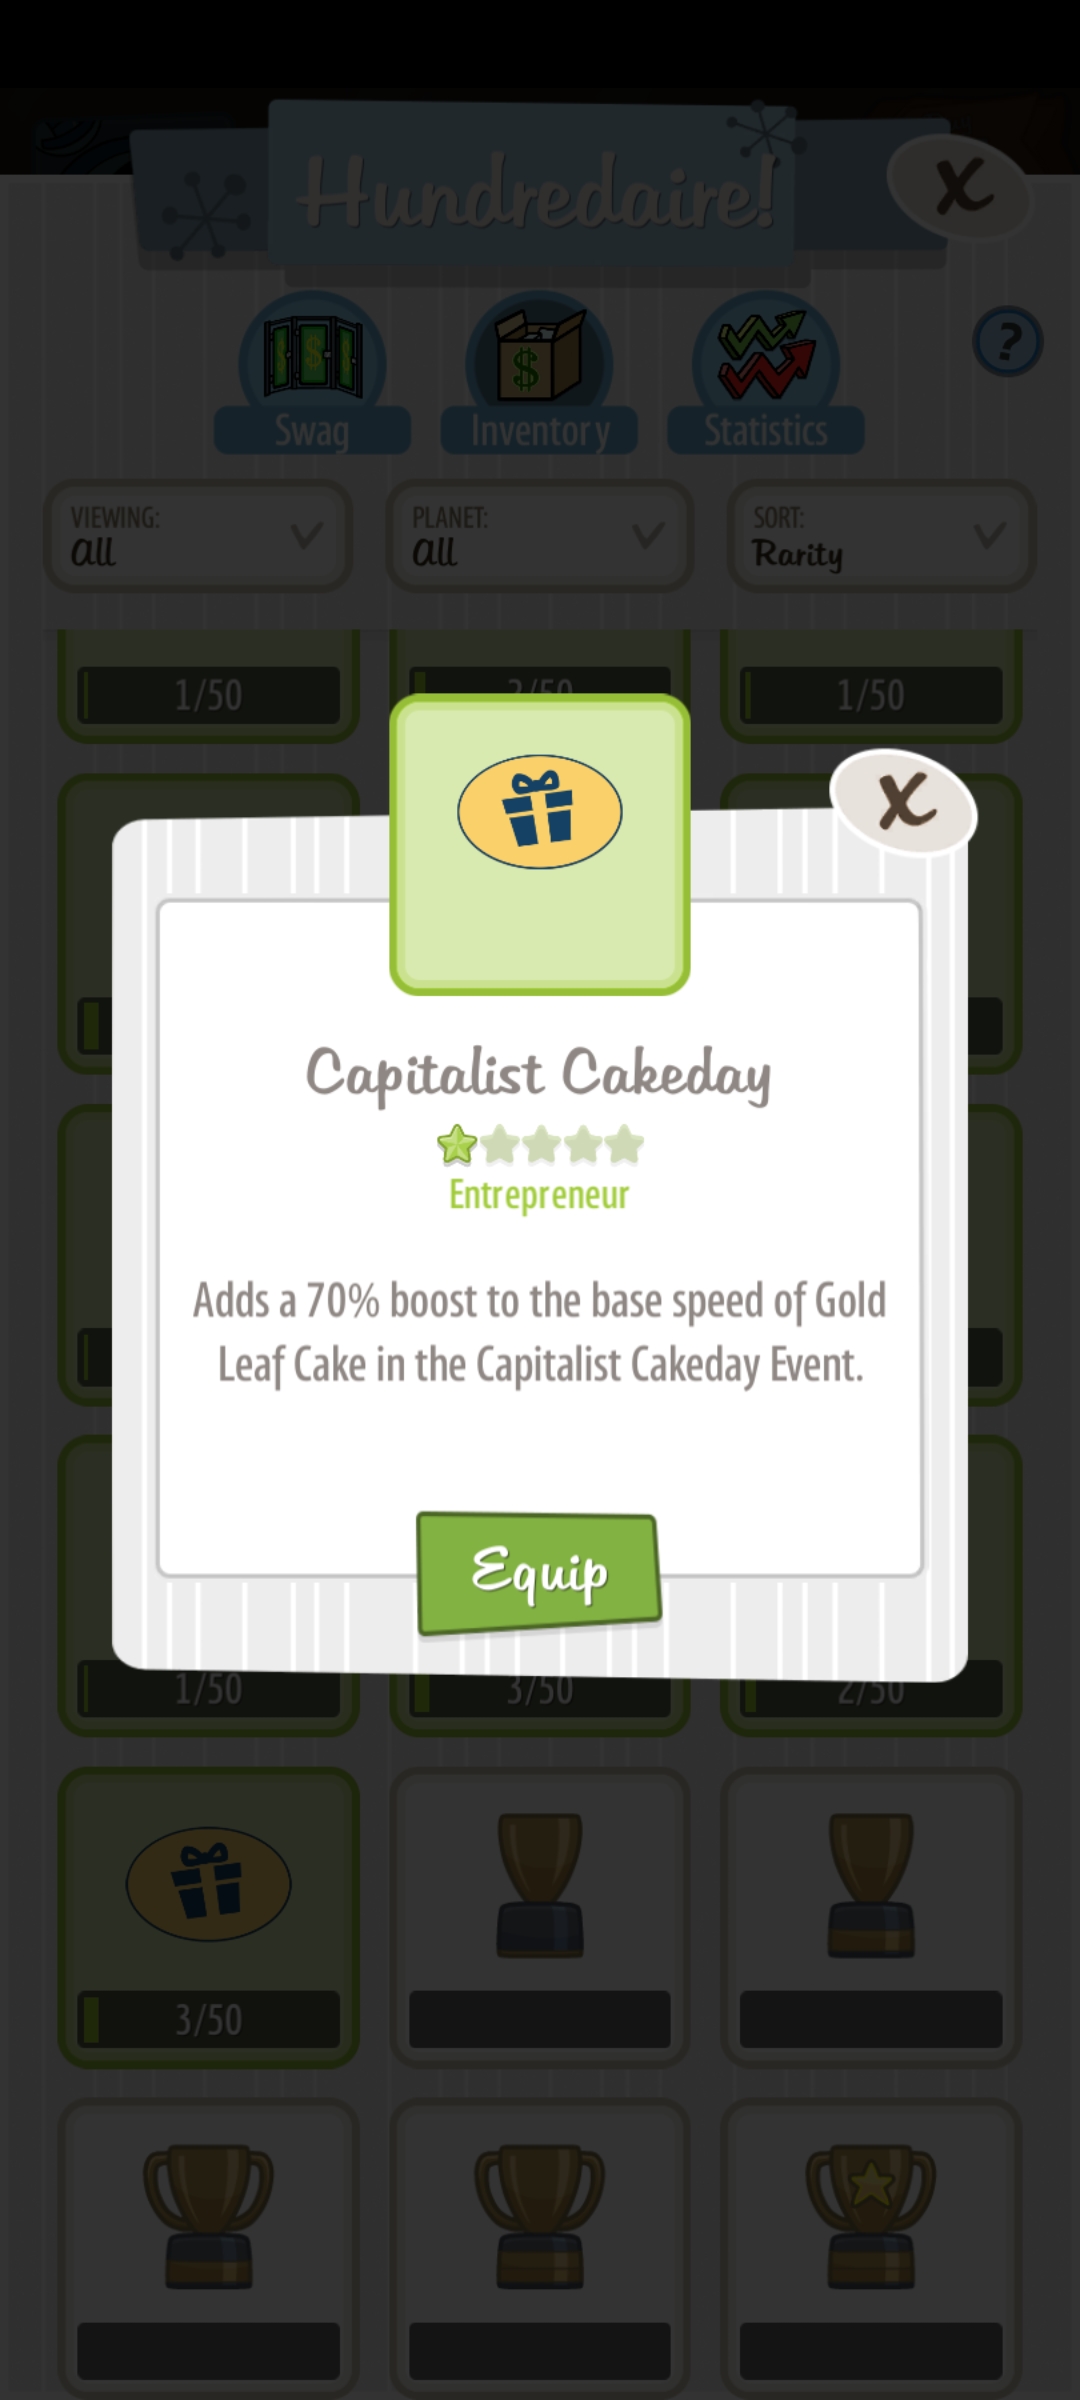 Hundredaire!
X
?
Swag
Inventory
Statistics
VIEWING:
All
PLANET:
All
SORT:
Rarity
1/50
1/50
X
Capitalist Cakeday
Entrepreneur
Adds a 70% boost to the base speed of Gold
Leaf Cake in the Capitalist Cakeday Event.
Equip
1/50
3/50
2/50
3/50